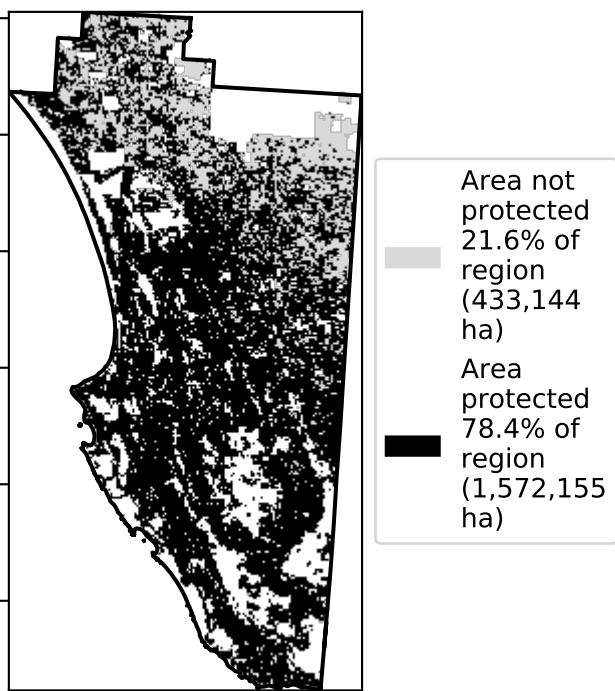 Area not
protected
21.6% of
region
(433,144
ha)
Area
protected
78.4% of
region
(1,572,155
ha)